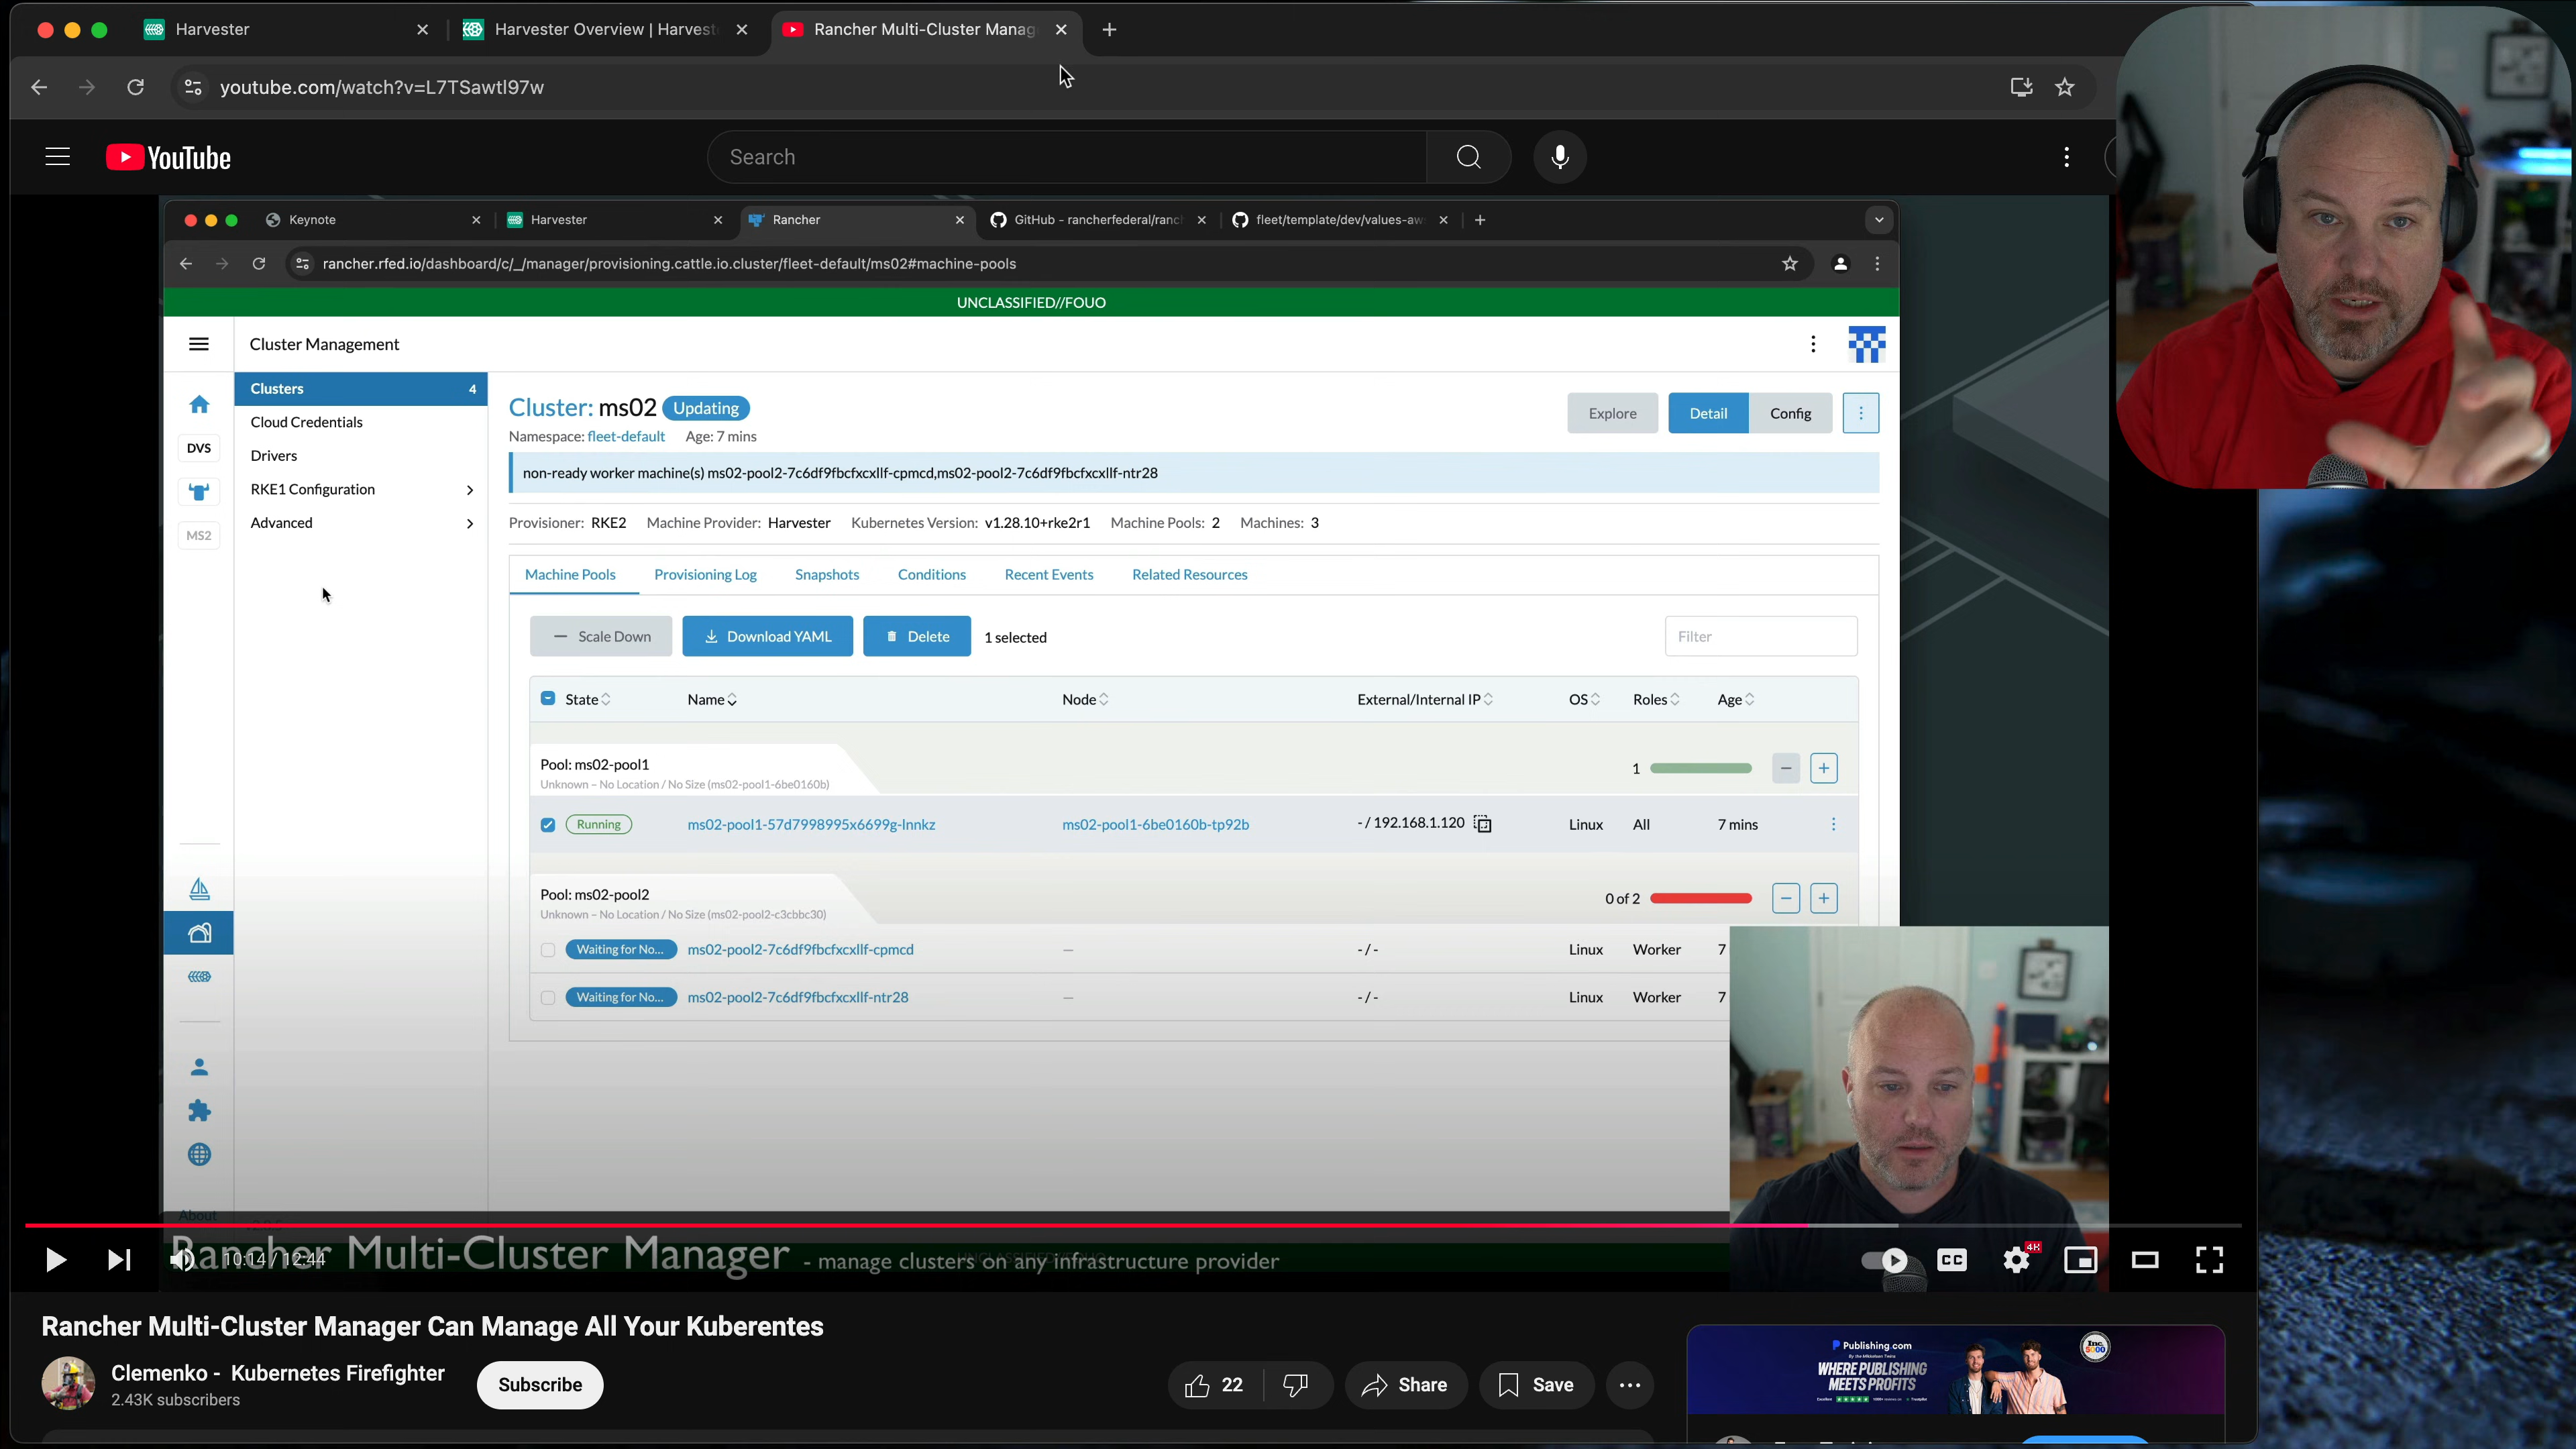 Harvester
Harvester Overview | Harvest
Rancher Multi-Cluster Manag
youtube.com/watch?v=L7TSawtl97w
YouTube
Search
Keynote
Harvester
Rancher
GitHub - rancherfederal/ranch
fleet/template/dev/values-aw
rancher.rfed.io/dashboard/c/_/manager/provisioning.cattle.io.cluster/fleet-default/ms02#machine-pools
UNCLASSIFIED//FOUO
Cluster Management
Clusters 4
Cloud Credentials
DVS
Drivers
RKE1 Configuration
Advanced
MS2
Cluster: ms02 Updating
Explore Detail Config
Namespace: fleet-default Age: 7 mins
non-ready worker machine(s) ms02-pool2-7c6df9fbcfxcxllf-cpmcd,ms02-pool2-7c6df9fbcfxcxllf-ntr28
Provisioner: RKE2 Machine Provider: Harvester Kubernetes Version: v1.28.10+rke2r1 Machine Pools: 2 Machines: 3
Machine Pools Provisioning Log Snapshots Conditions Recent Events Related Resources
Scale Down Download YAML Delete 1 selected Filter
State Name Node External/Internal IP OS Roles Age
Pool: ms02-pool1 1
Unknown – No Location / No Size (ms02-pool1-6be0160b)
Running ms02-pool1-57d7998995x6699g-lnnkz ms02-pool1-6be0160b-tp92b - / 192.168.1.120 Linux All 7 mins
Pool: ms02-pool2 0 of 2
Unknown – No Location / No Size (ms02-pool2-c3cbbc30)
Waiting for No... ms02-pool2-7c6df9fbcfxcxllf-cpmcd — - / - Linux Worker 7
Waiting for No... ms02-pool2-7c6df9fbcfxcxllf-ntr28 — - / - Linux Worker 7
About
Rancher Multi-Cluster Manager - manage clusters on any infrastructure provider
UNCLASSIFIED//FOUO
10:14 / 12:44
CC
4K
Rancher Multi-Cluster Manager Can Manage All Your Kuberentes
Clemenko - Kubernetes Firefighter
2.43K subscribers
Subscribe
22
Share
Save
Publishing.com
WHERE PUBLISHING
MEETS PROFITS
Inc.
5000